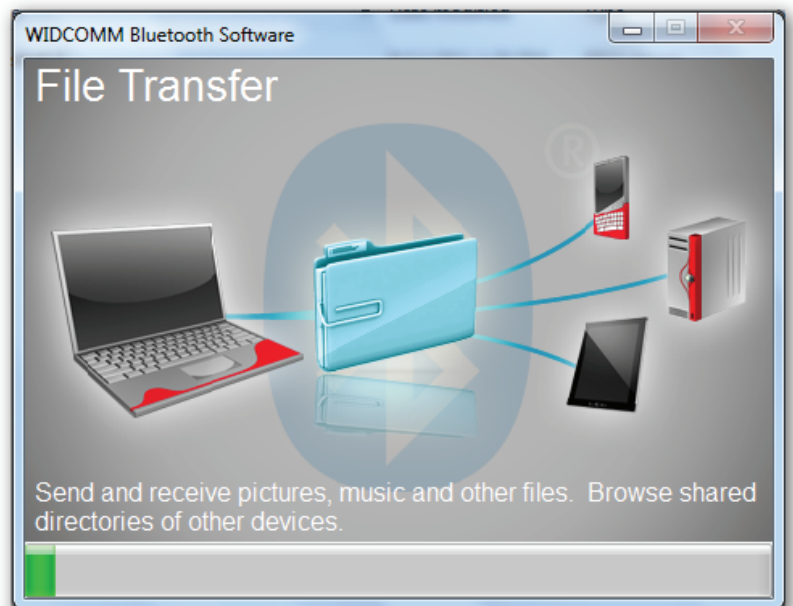 WIDCOMM Bluetooth Software
File Transfer
®
Send and receive pictures, music and other files. Browse shared
directories of other devices.